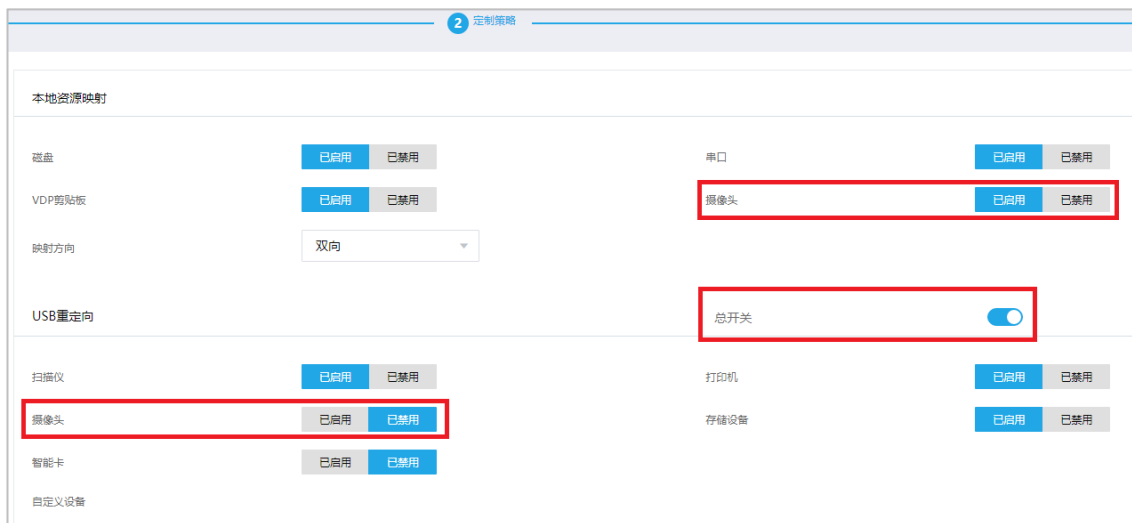 2 定制策略
本地资源映射
磁盘 已启用 已禁用 串口 已启用 已禁用
VDP剪贴板 已启用 已禁用 摄像头 已启用 已禁用
映射方向 双向
USB重定向 总开关
扫描仪 已启用 已禁用 打印机 已启用 已禁用
摄像头 已启用 已禁用 存储设备 已启用 已禁用
智能卡 已启用 已禁用
自定义设备